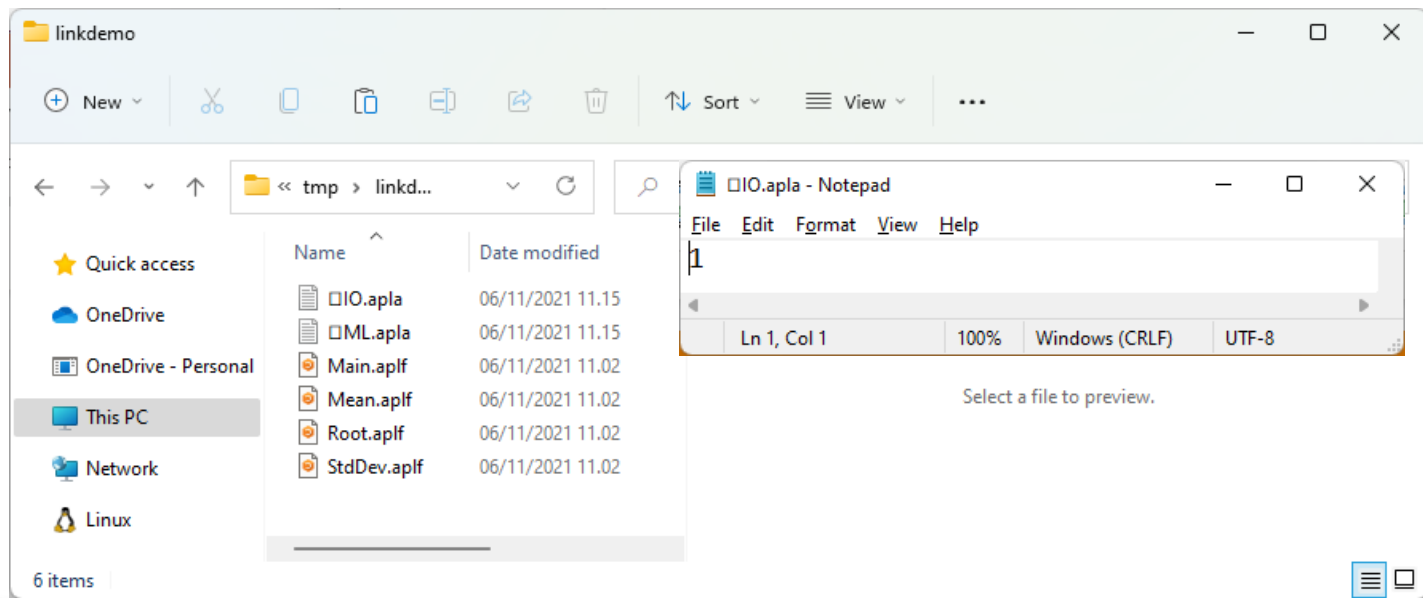 linkdemo
New
Sort
View
« tmp › linkd...
⎕IO.apla - Notepad
File Edit Format View Help
1
Ln 1, Col 1 100% Windows (CRLF) UTF-8
Quick access
OneDrive
OneDrive - Personal
This PC
Network
Linux
Name Date modified
⎕IO.apla 06/11/2021 11.15
⎕ML.apla 06/11/2021 11.15
Main.aplf 06/11/2021 11.02
Mean.aplf 06/11/2021 11.02
Root.aplf 06/11/2021 11.02
StdDev.aplf 06/11/2021 11.02
Select a file to preview.
6 items